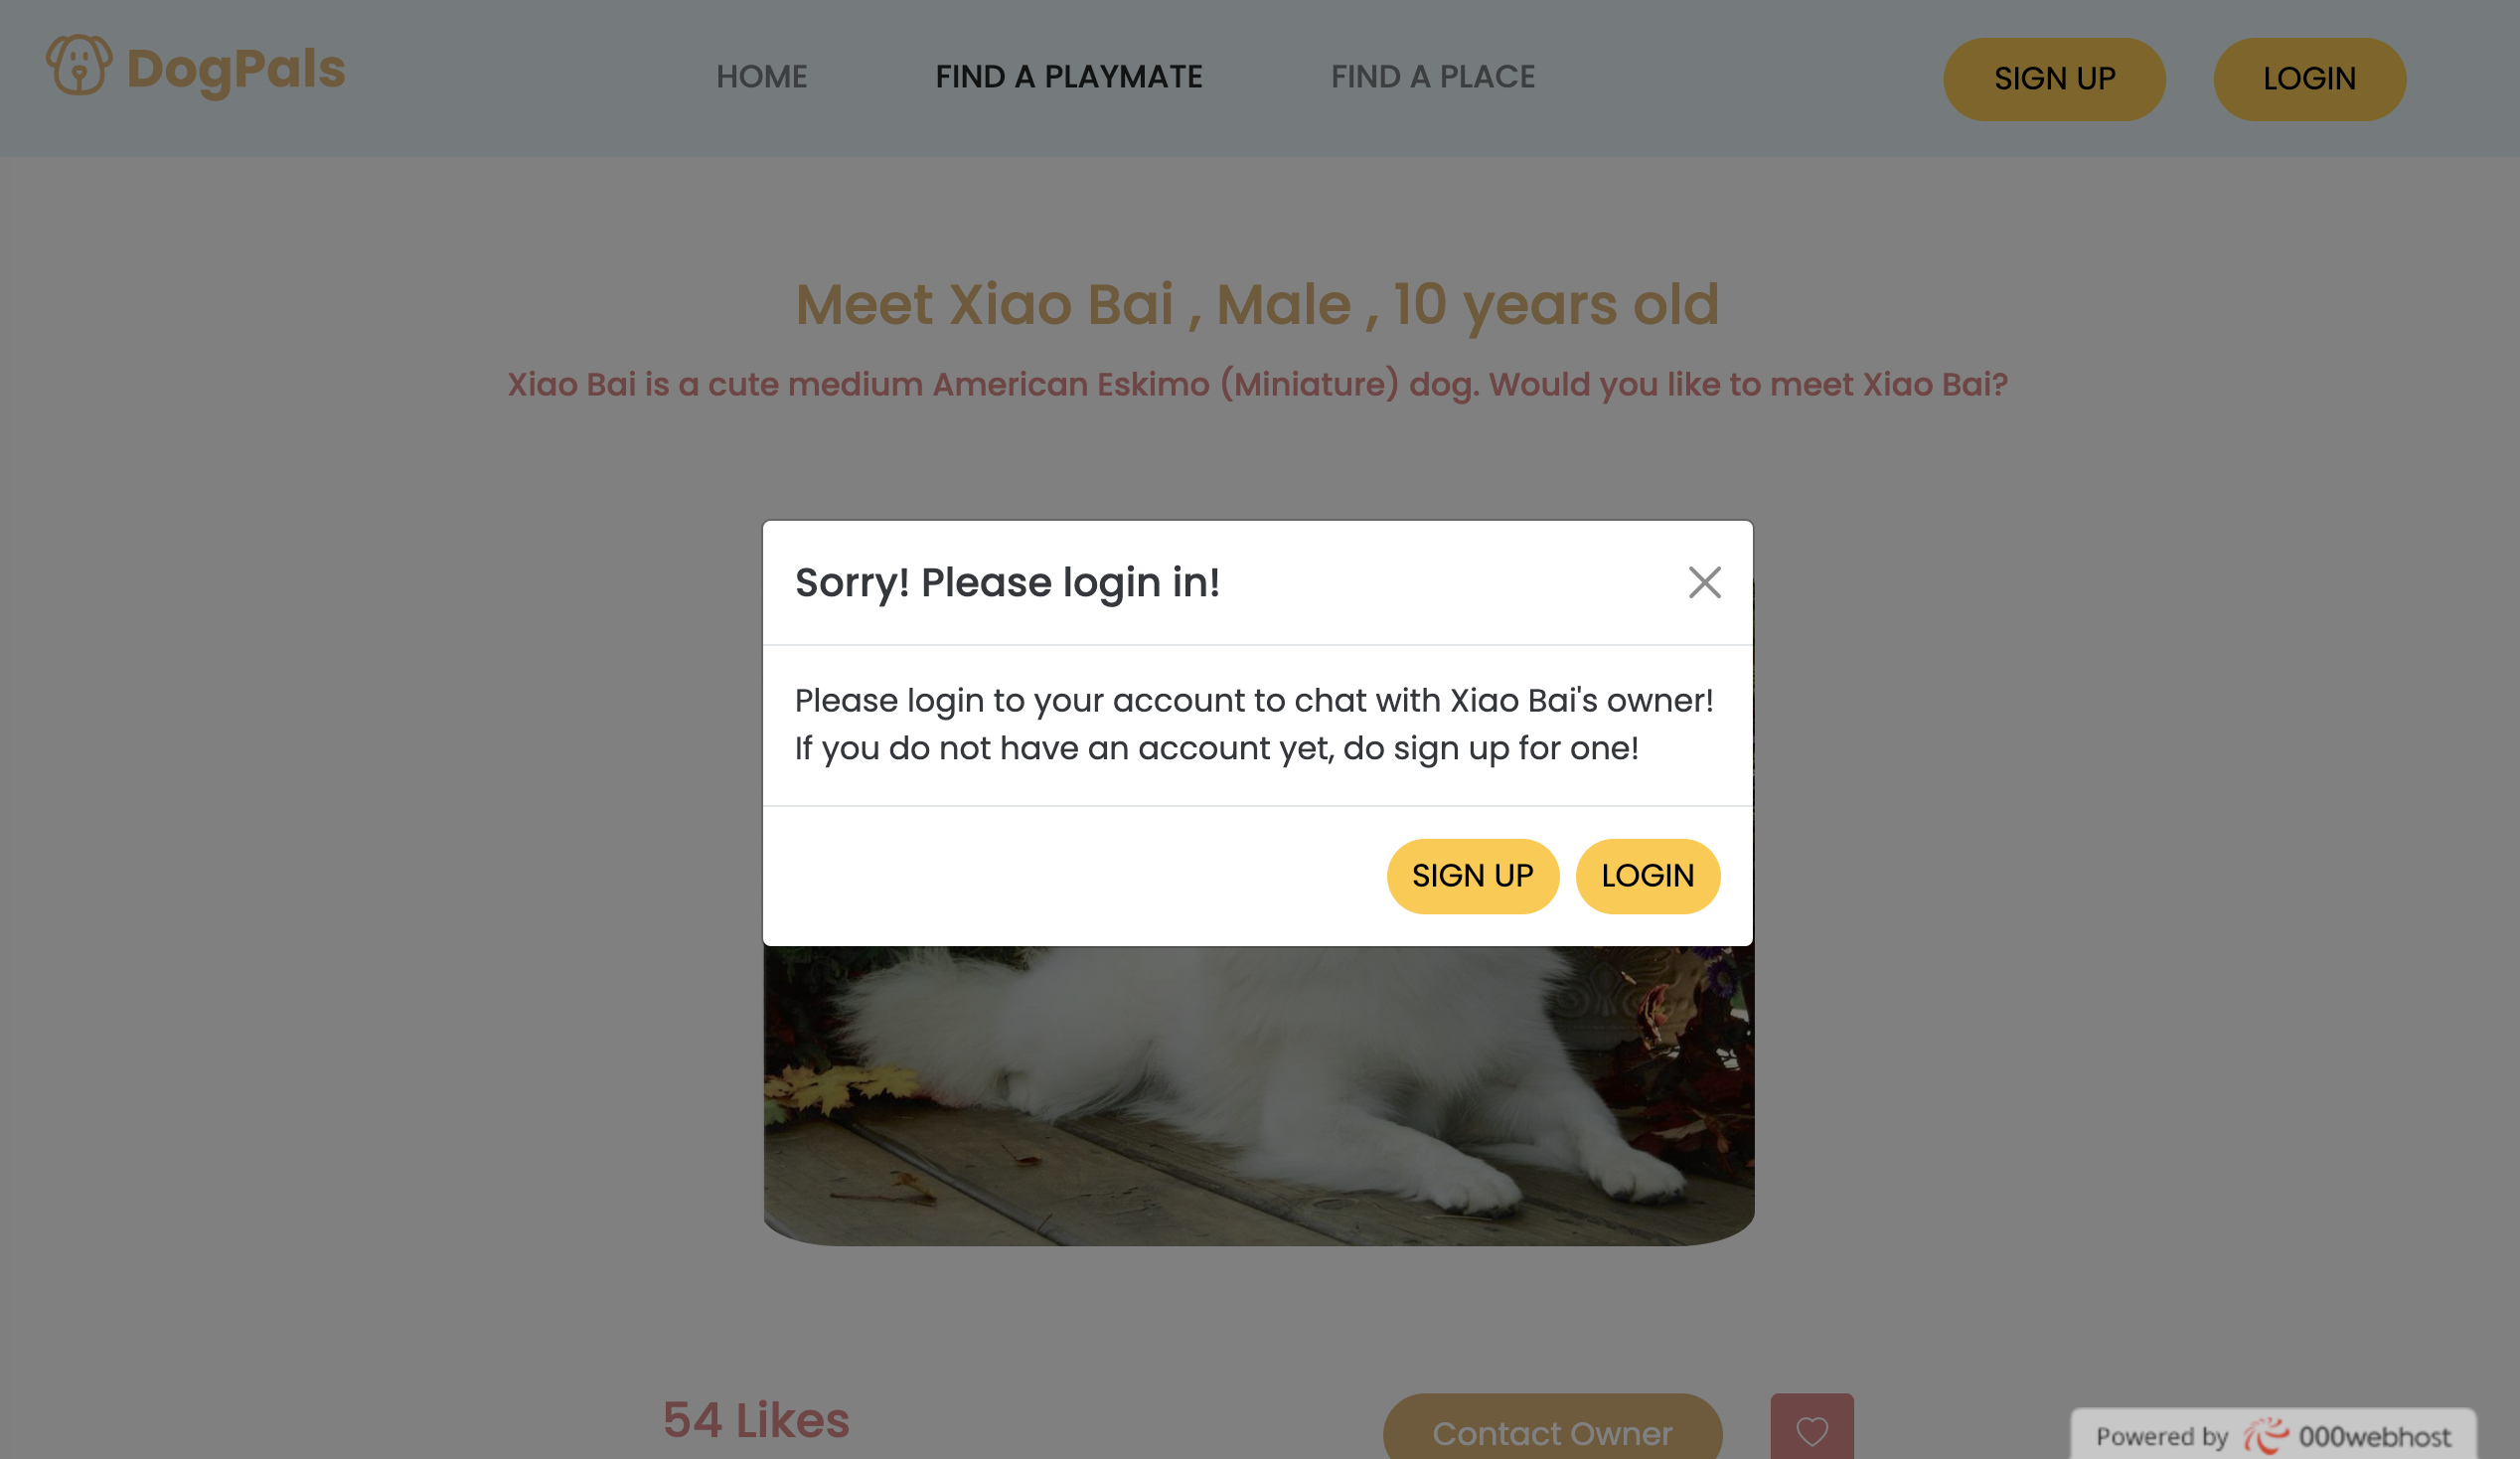 DogPals
HOME
FIND A PLAYMATE
FIND A PLACE
SIGN UP
LOGIN
Meet Xiao Bai , Male , 10 years old
Xiao Bai is a cute medium American Eskimo (Miniature) dog. Would you like to meet Xiao Bai?
Sorry! Please login in!
Please login to your account to chat with Xiao Bai's owner!
If you do not have an account yet, do sign up for one!
SIGN UP
LOGIN
54 Likes
Contact Owner
Powered by 000webhost